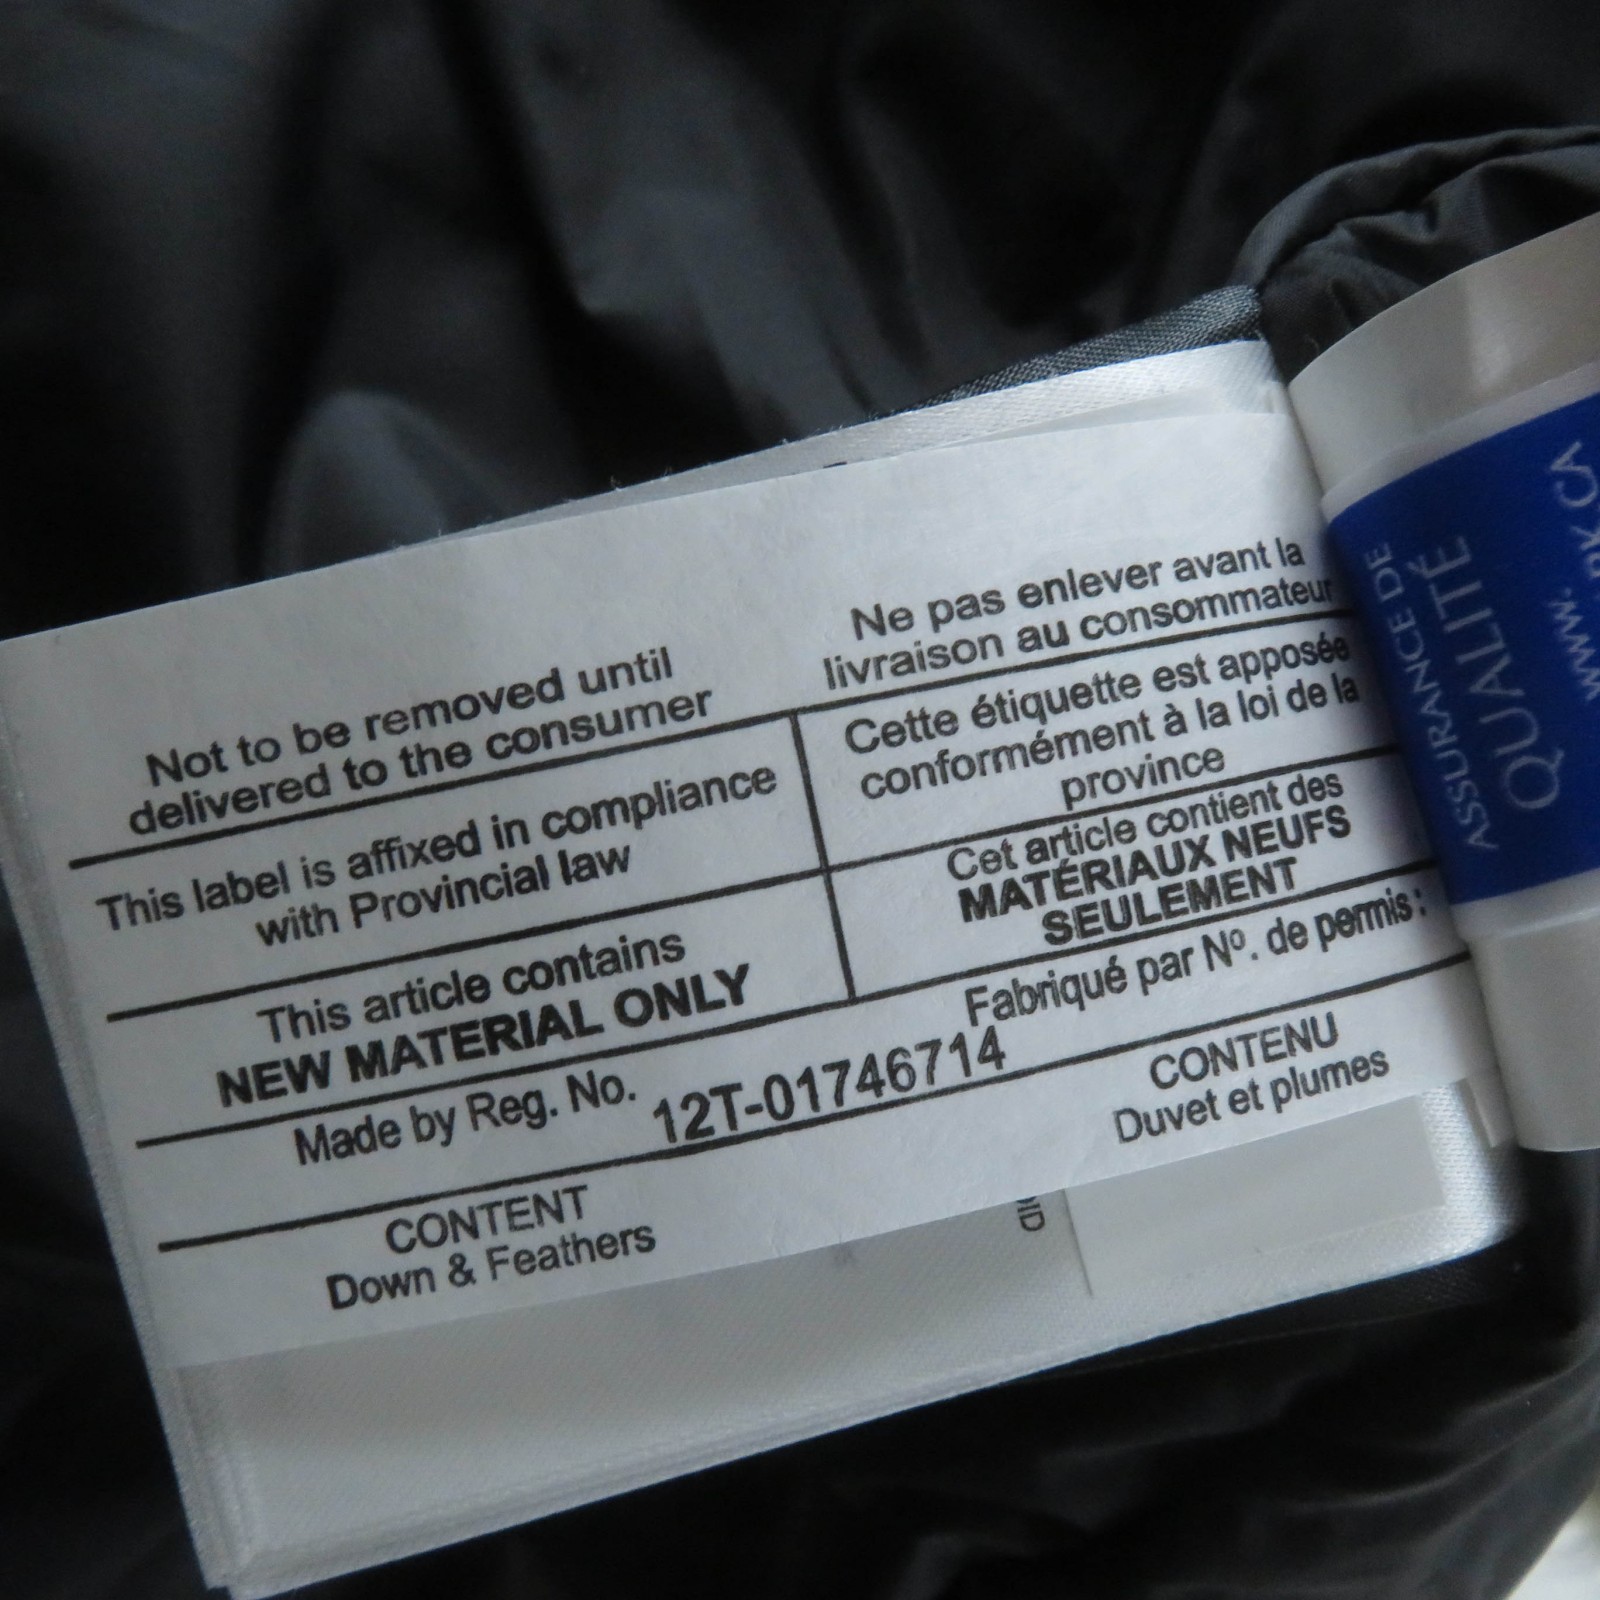 Not to be removed until
delivered to the consumer
Ne pas enlever avant la
livraison au consommateur
This label is affixed in compliance
with Provincial law
Cette étiquette est apposée
conformément à la loi de la
province
This article contains
NEW MATERIAL ONLY
Cet article contient des
MATÉRIAUX NEUFS
SEULEMENT
Made by Reg. No.
12T-01746714
Fabriqué par Nº. de permis:
CONTENT
Down & Feathers
CONTENU
Duvet et plumes
ASSURANCE DE
QUALITÉ
www.
CA